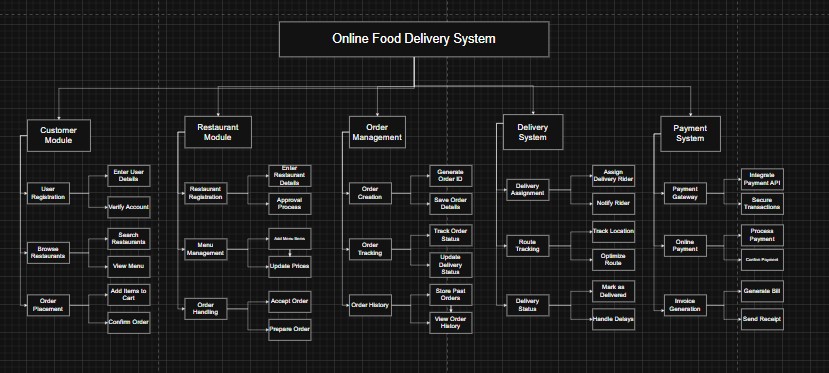 Online Food Delivery System
Customer
Module
Restaurant
Module
Order
Management
Delivery
System
Payment
System
User
Registration
Enter User
Details
Verify Account
Browse
Restaurants
Search
Restaurants
View Menu
Order
Placement
Add Items to
Cart
Confirm Order
Restaurant
Registration
Enter
Restaurant
Details
Approval
Process
Menu
Management
Add Menu Items
Update Prices
Order
Handling
Accept Order
Prepare Order
Order
Creation
Generate
Order ID
Save Order
Details
Order
Tracking
Track Order
Status
Update
Delivery
Status
Order History
Store Past
Orders
View Order
History
Delivery
Assignment
Assign
Delivery Rider
Notify Rider
Route
Tracking
Track Location
Optimize
Route
Delivery
Status
Mark as
Delivered
Handle Delays
Payment
Gateway
Integrate
Payment API
Secure
Transactions
Online
Payment
Process
Payment
Confirm Payment
Invoice
Generation
Generate Bill
Send Receipt